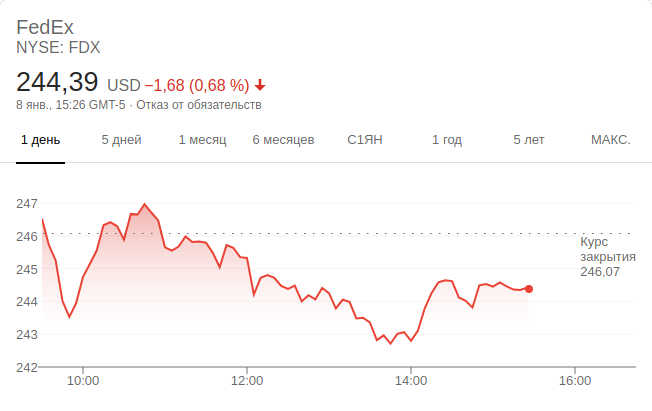 FedEx
NYSE: FDX
244,39 USD −1,68 (0,68 %)
8 янв., 15:26 GMT-5 · Отказ от обязательств
1 день 5 дней 1 месяц 6 месяцев С1ЯН 1 год 5 лет МАКС.
247
246
Курс
закрытия
246,07
245
244
243
242
10:00 12:00 14:00 16:00